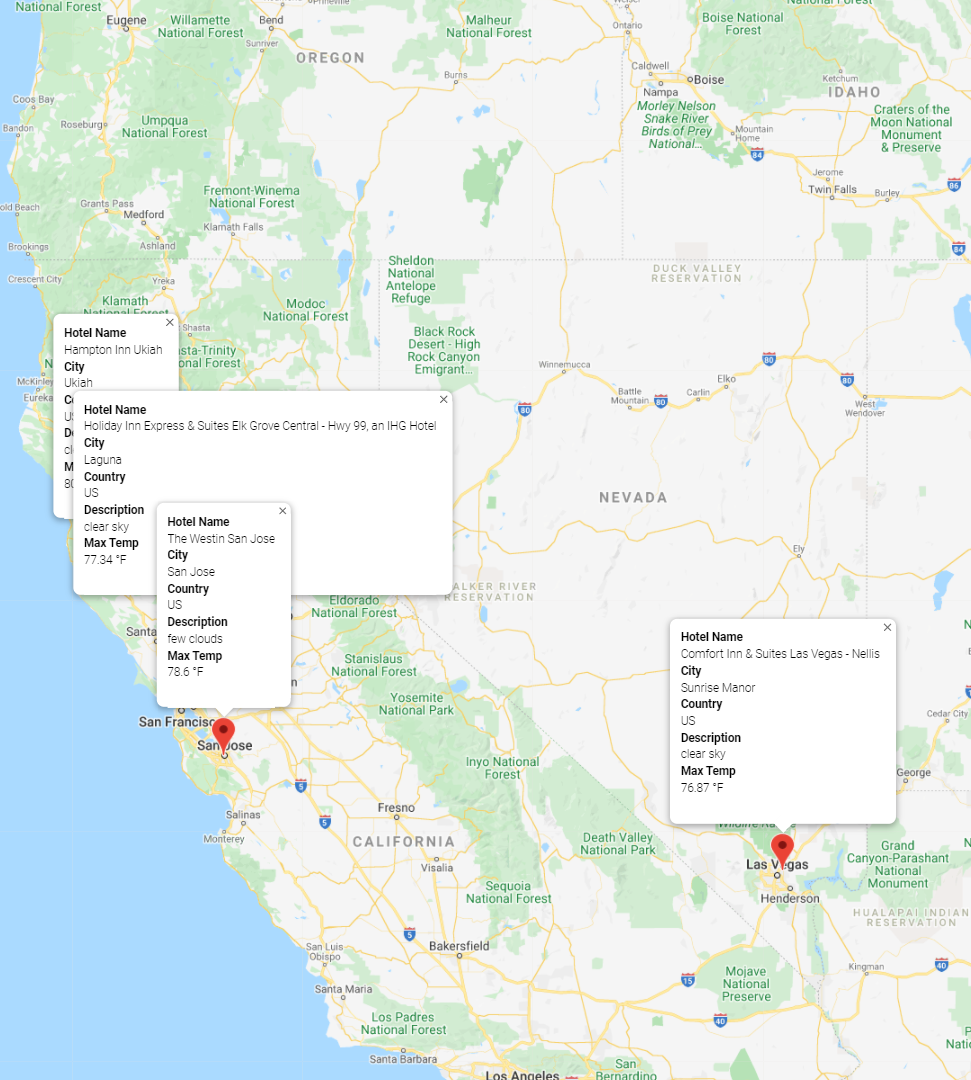 National Forest
Eugene
Willamette
National Forest
Bend
Sunriver
OREGON
Malheur
National Forest
Burns
Ontario
Boise National
Forest
Caldwell
Nampa
Boise
Ketchum
IDAHO
Morley Nelson
Snake River
Birds of Prey
National...
Mountain
Home
84
Craters of the
Moon National
Monument
& Preserve
Jerome
Twin Falls
Burley
86
84
Coos Bay
Bandon
Roseburg
Umpqua
National Forest
Fremont-Winema
National Forest
old Beach
Grants Pass
Medford
Klamath Falls
Ashland
Brookings
Crescent City
Yreka
Klamath
National Forest
Modoc
National Forest
Sheldon
National
Antelope
Refuge
DUCK VALLEY
RESERVATION
Black Rock
Desert - High
Rock Canyon
Emigrant...
Winnemucca
Battle
Mountain
80
Carlin
Elko
80
80
80
West
Wendover
Shasta
sta-Trinity
onal Forest
McKinley
Eureka
Hotel Name
Hampton Inn Ukiah
City
Ukiah
Hotel Name
Holiday Inn Express & Suites Elk Grove Central - Hwy 99, an IHG Hotel
City
Laguna
Country
US
Description
clear sky
Max Temp
77.34 °F
Hotel Name
The Westin San Jose
City
San Jose
Country
US
Description
few clouds
Max Temp
78.6 °F
NEVADA
Ely
ALKER RIVER
RESERVATION
Eldorado
National Forest
Santa
Stanislaus
National Forest
Yosemite
National Park
San Francisc
San Jose
Inyo National
Forest
5
5
Salinas
Monterey
Fresno
CALIFORNIA
Visalia
Death Valley
National Park
Sequoia
National Forest
Hotel Name
Comfort Inn & Suites Las Vegas - Nellis
City
Sunrise Manor
Country
US
Description
clear sky
Max Temp
76.87 °F
Cedar City
George
Las Vegas
Henderson
Grand
Canyon-Parashant
National
Monument
HUALAPAI INDIAN
RESERVATION
5
Bakersfield
San Luis
Obispo
Santa Maria
Kingman
40
15
Mojave
National
Preserve
40
Los Padres
National Forest
Santa Barbara
Los Angeles
San
Bernardino